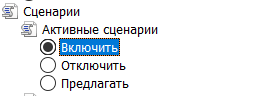 Сценарии
Активные сценарии
Включить
Отключить
Предлагать